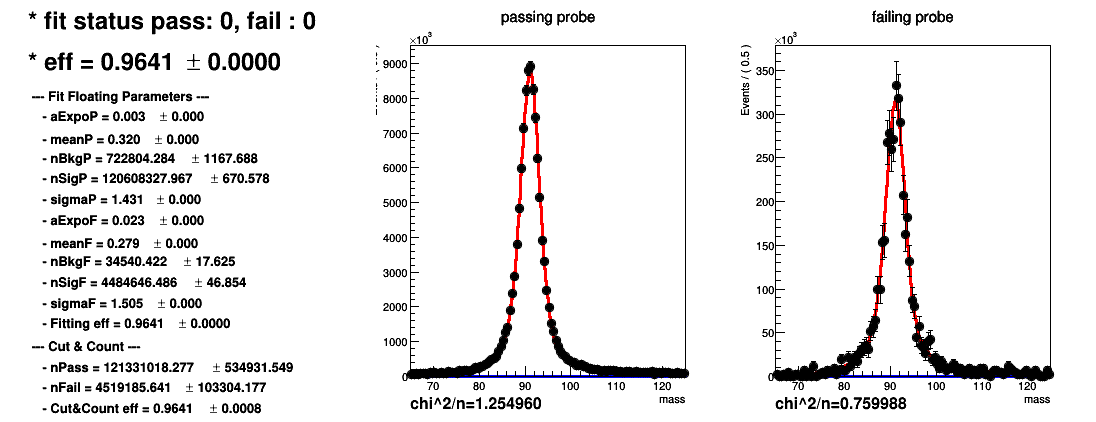 * fit status pass: 0, fail : 0
* eff = 0.9641 ± 0.0000
--- Fit Floating Parameters ---
- aExpoP = 0.003 ± 0.000
- meanP = 0.320 ± 0.000
- nBkgP = 722804.284 ± 1167.688
- nSigP = 120608327.967 ± 670.578
- sigmaP = 1.431 ± 0.000
- aExpoF = 0.023 ± 0.000
- meanF = 0.279 ± 0.000
- nBkgF = 34540.422 ± 17.625
- nSigF = 4484646.486 ± 46.854
- sigmaF = 1.505 ± 0.000
- Fitting eff = 0.9641 ± 0.0000
--- Cut & Count ---
- nPass = 121331018.277 ± 534931.549
- nFail = 4519185.641 ± 103304.177
- Cut&Count eff = 0.9641 ± 0.0008
passing probe
×10³
9000
8000
7000
6000
5000
4000
3000
2000
1000
0
70 80 90 100 110 120
mass
chi^2/n=1.254960
failing probe
×10³
Events / ( 0.5 )
350
300
250
200
150
100
50
0
70 80 90 100 110 120
mass
chi^2/n=0.759988